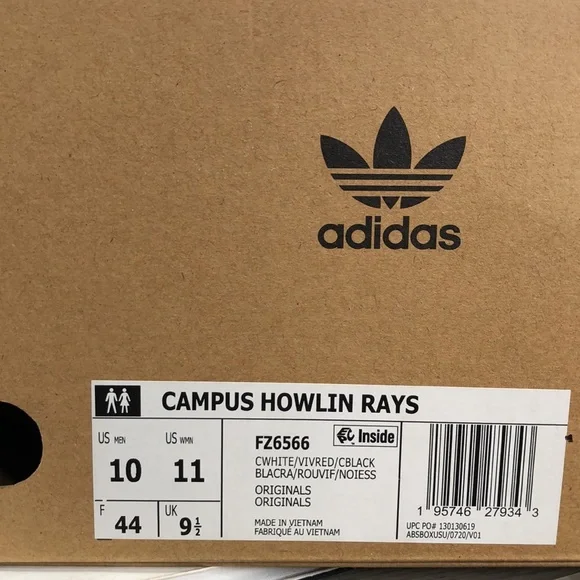 adidas
CAMPUS HOWLIN RAYS
US MEN US WMN
10 11
F UK
44 9 1/2
FZ6566 Inside
CWHITE/VIVRED/CBLACK
BLACRA/ROUVIF/NOIESS
ORIGINALS
ORIGINALS
MADE IN VIETNAM
FABRIQUÉ AU VIETNAM
1 95746 27934 3
UPC PO# 130130619
ABSBOXUSU/0720/V01